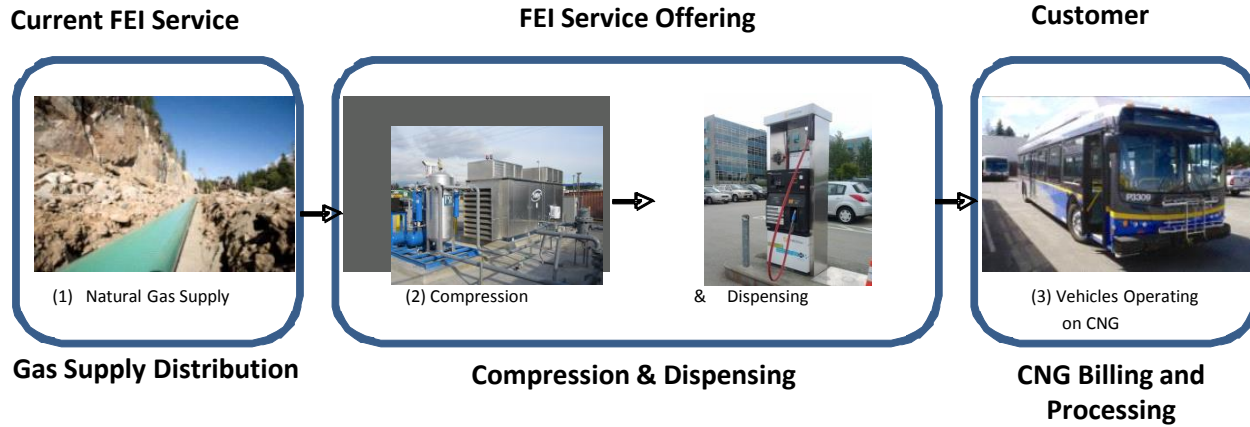 Current FEI Service
FEI Service Offering
Customer
P3309
(1) Natural Gas Supply
(2) Compression
& Dispensing
(3) Vehicles Operating
on CNG
Gas Supply Distribution
Compression & Dispensing
CNG Billing and
Processing